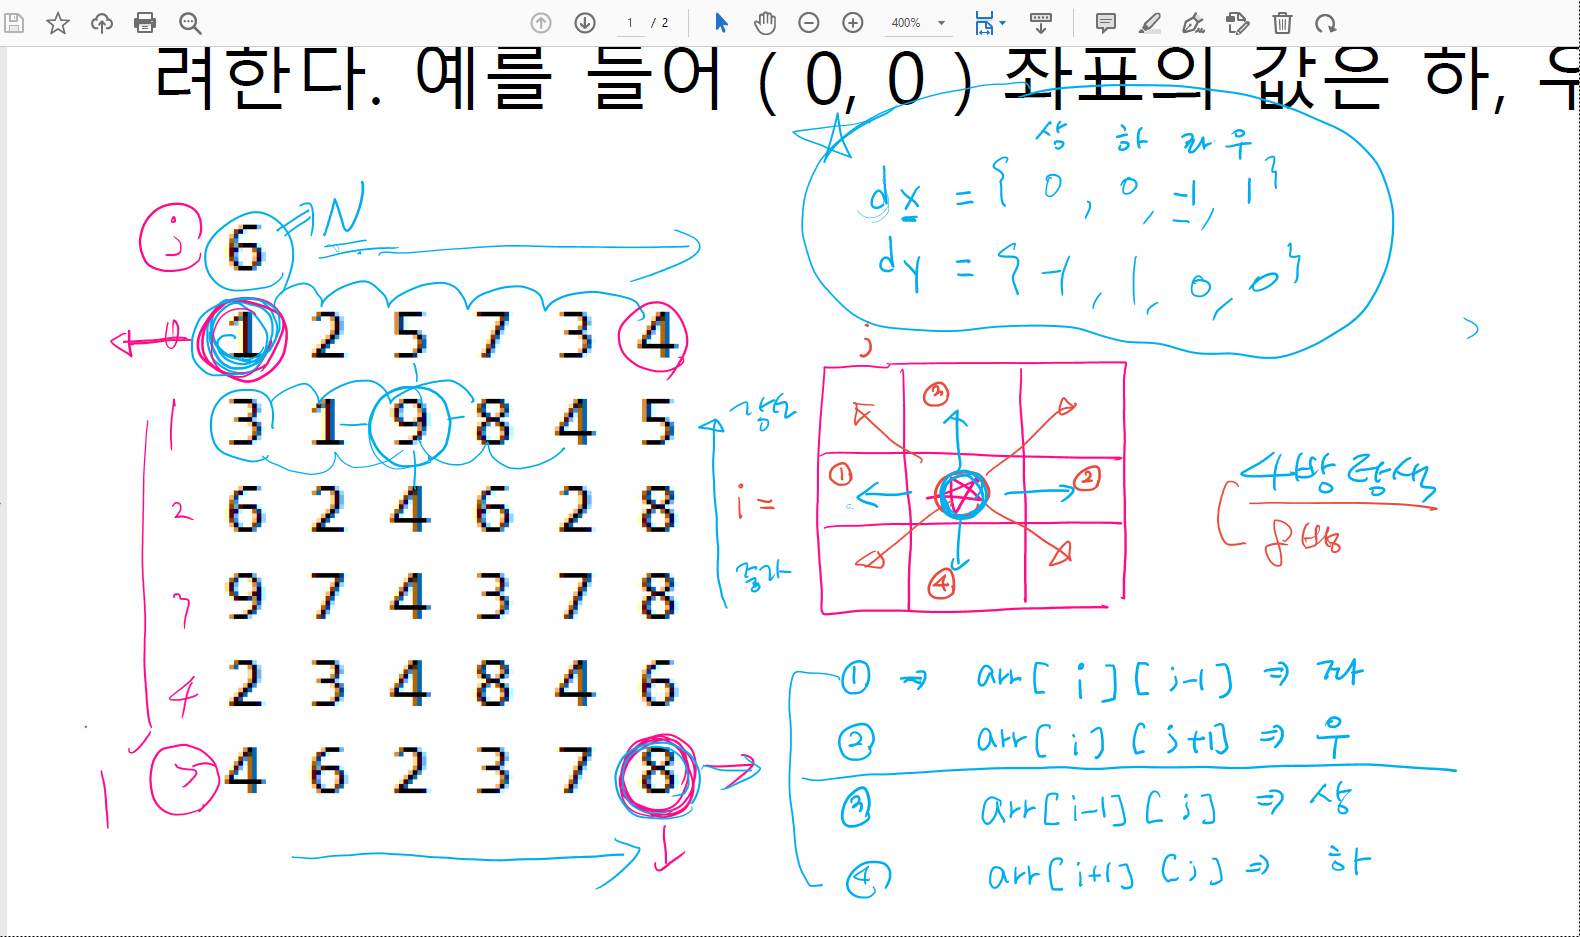 1 / 2 400%
려한다. 예를 들어 ( 0, 0 ) 좌표의 값은 하, 우
상 하 좌 우
dx = { 0, 0, -1, 1 }
dy = { -1, 1, 0, 0 }
j 6 → N
0 1 2 5 7 3 4
1 3 1 9 8 4 5
2 6 2 4 6 2 8
3 9 7 4 3 7 8
4 2 3 4 8 4 6
5 4 6 2 3 7 8
i
j
i =
③
① ②
④
4방향탐색
8방향
① ⇒ arr[i][j-1] ⇒ 좌
② arr[i][j+1] ⇒ 우
③ arr[i-1][j] ⇒ 상
④ arr[i+1][j] ⇒ 하